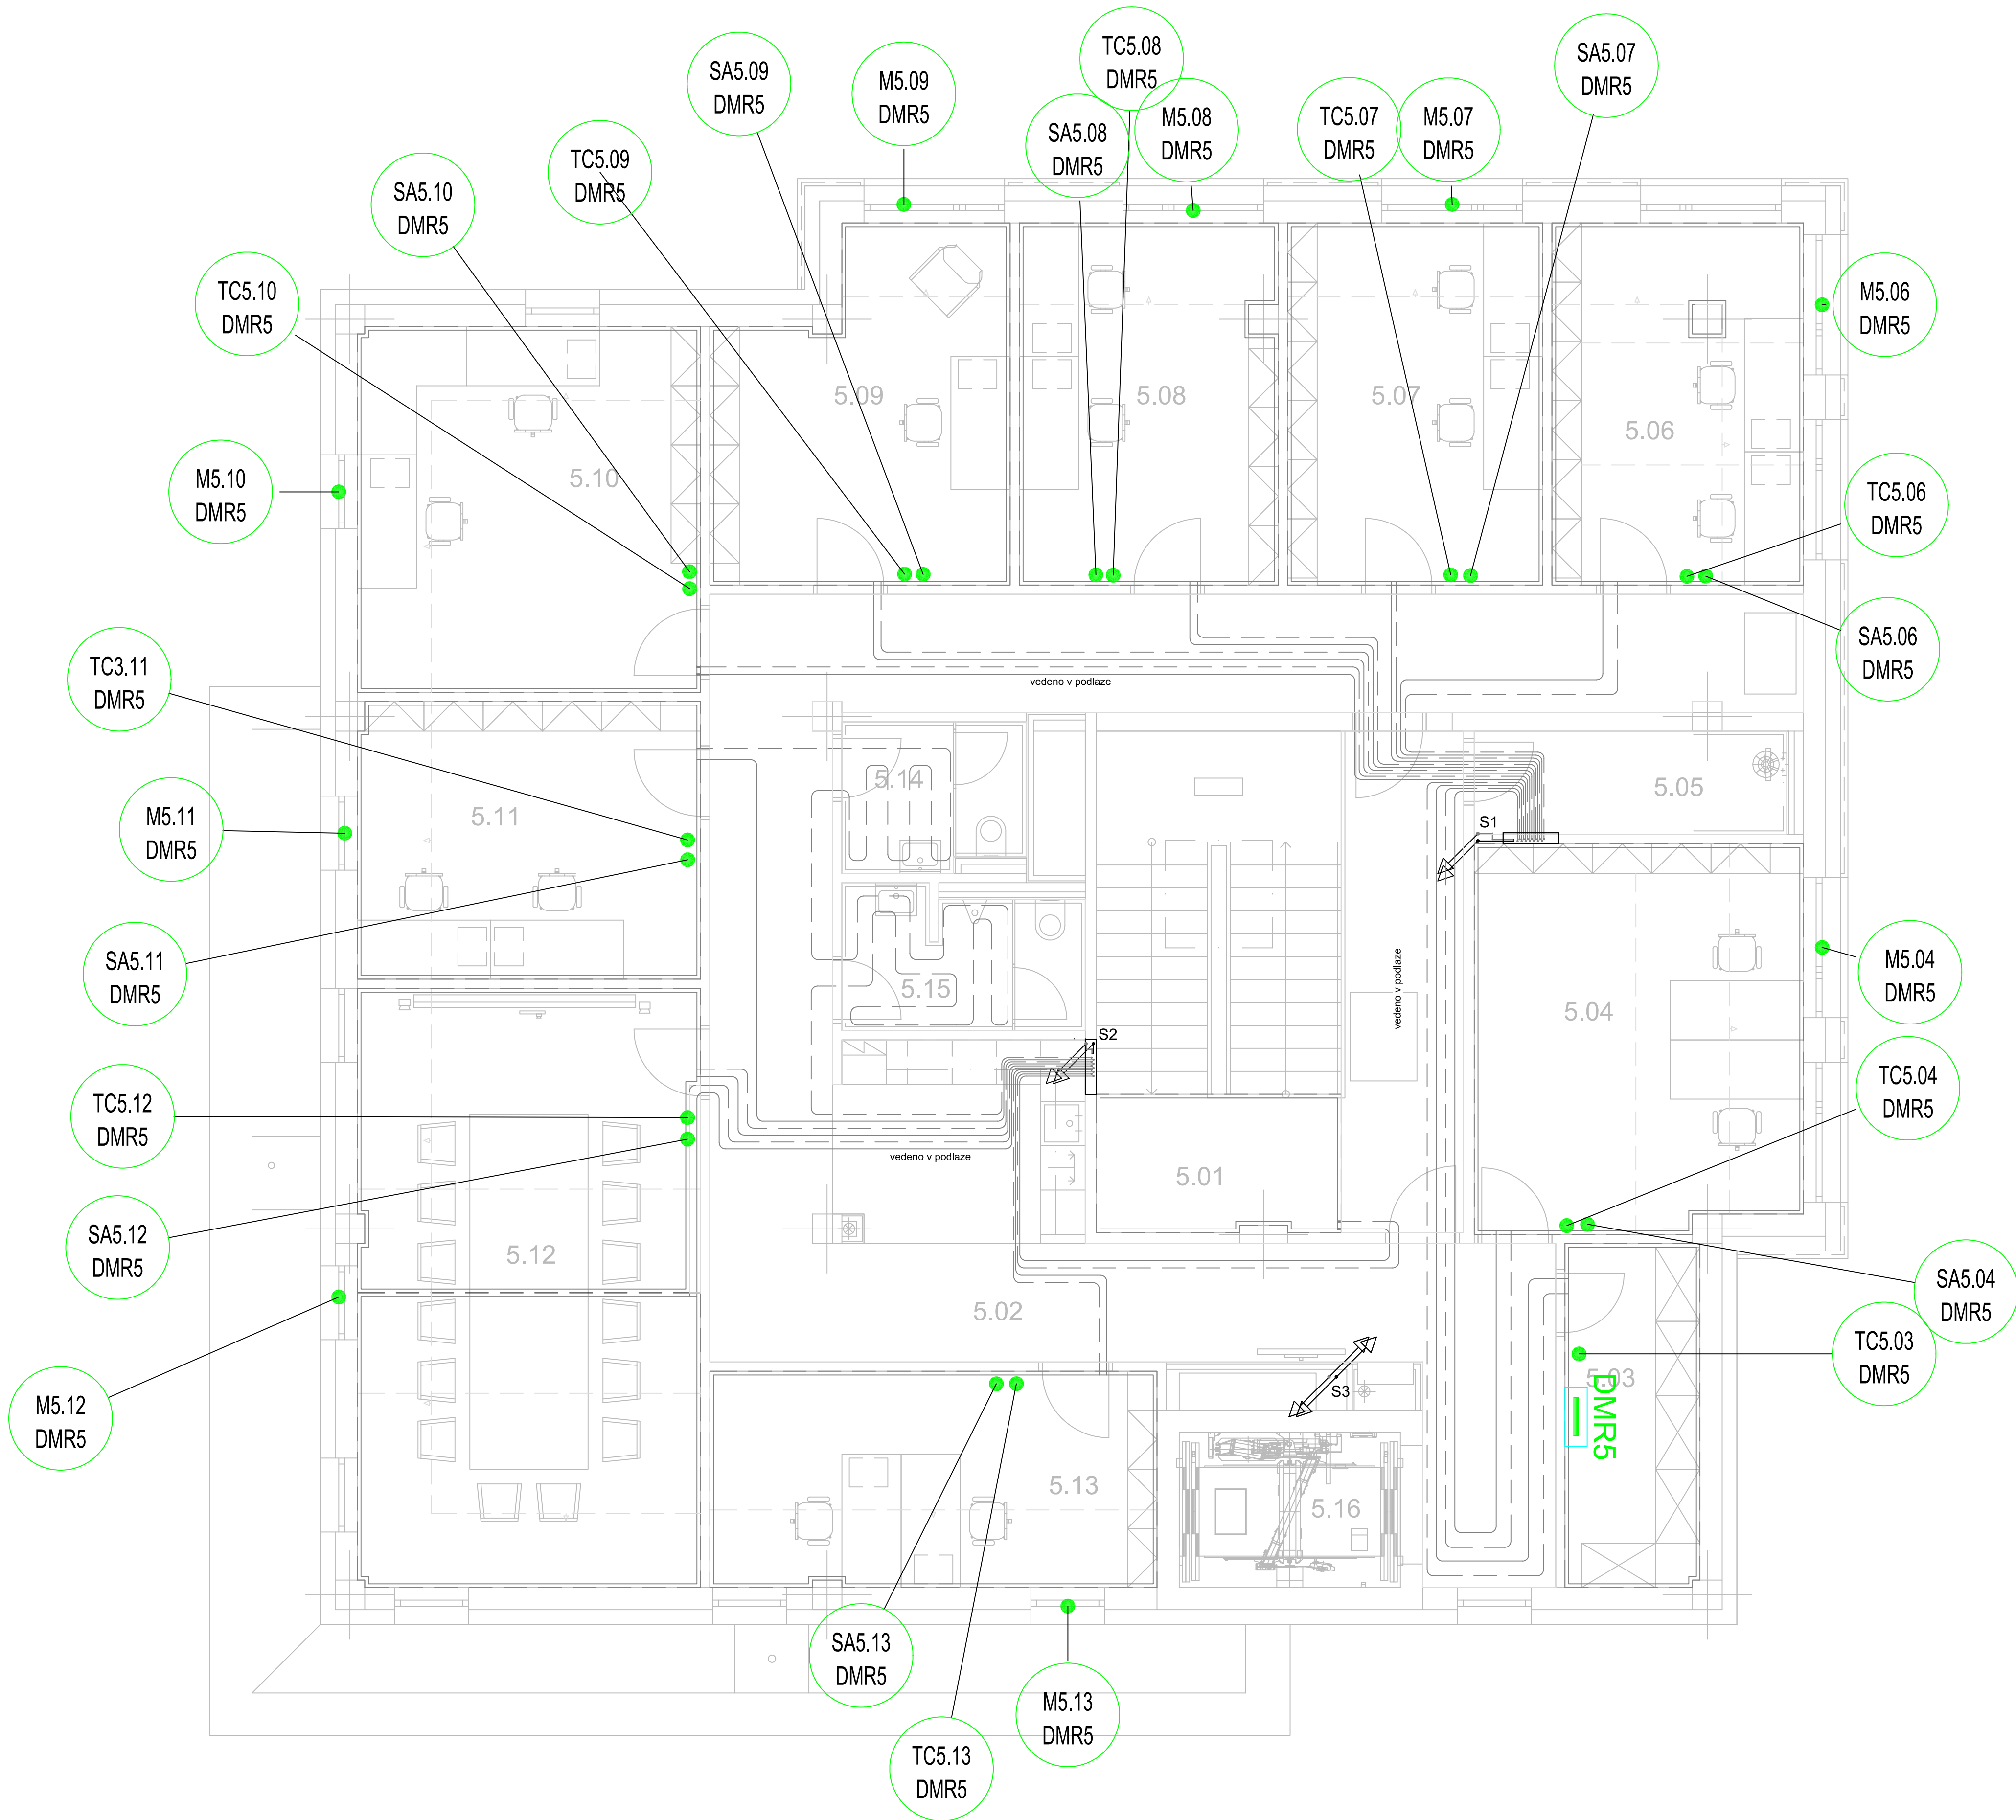 TC5.08
DMR5
SA5.07
DMR5
SA5.09
DMR5
M5.09
DMR5
M5.08
DMR5
TC5.07
DMR5
M5.07
DMR5
SA5.08
DMR5
TC5.09
DMR5
SA5.10
DMR5
TC5.10
DMR5
M5.06
DMR5
5.09
5.08
5.07
5.06
5.10
M5.10
DMR5
TC5.06
DMR5
SA5.06
DMR5
TC3.11
DMR5
vedeno v podlaze
5.14
5.05
M5.11
DMR5
5.11
S1
SA5.11
DMR5
5.15
vedeno v podlaze
M5.04
DMR5
5.04
S2
TC5.12
DMR5
TC5.04
DMR5
vedeno v podlaze
5.01
SA5.12
DMR5
5.12
SA5.04
DMR5
5.02
TC5.03
DMR5
5.03
S3
DMR5
M5.12
DMR5
5.13
5.16
SA5.13
DMR5
M5.13
DMR5
TC5.13
DMR5